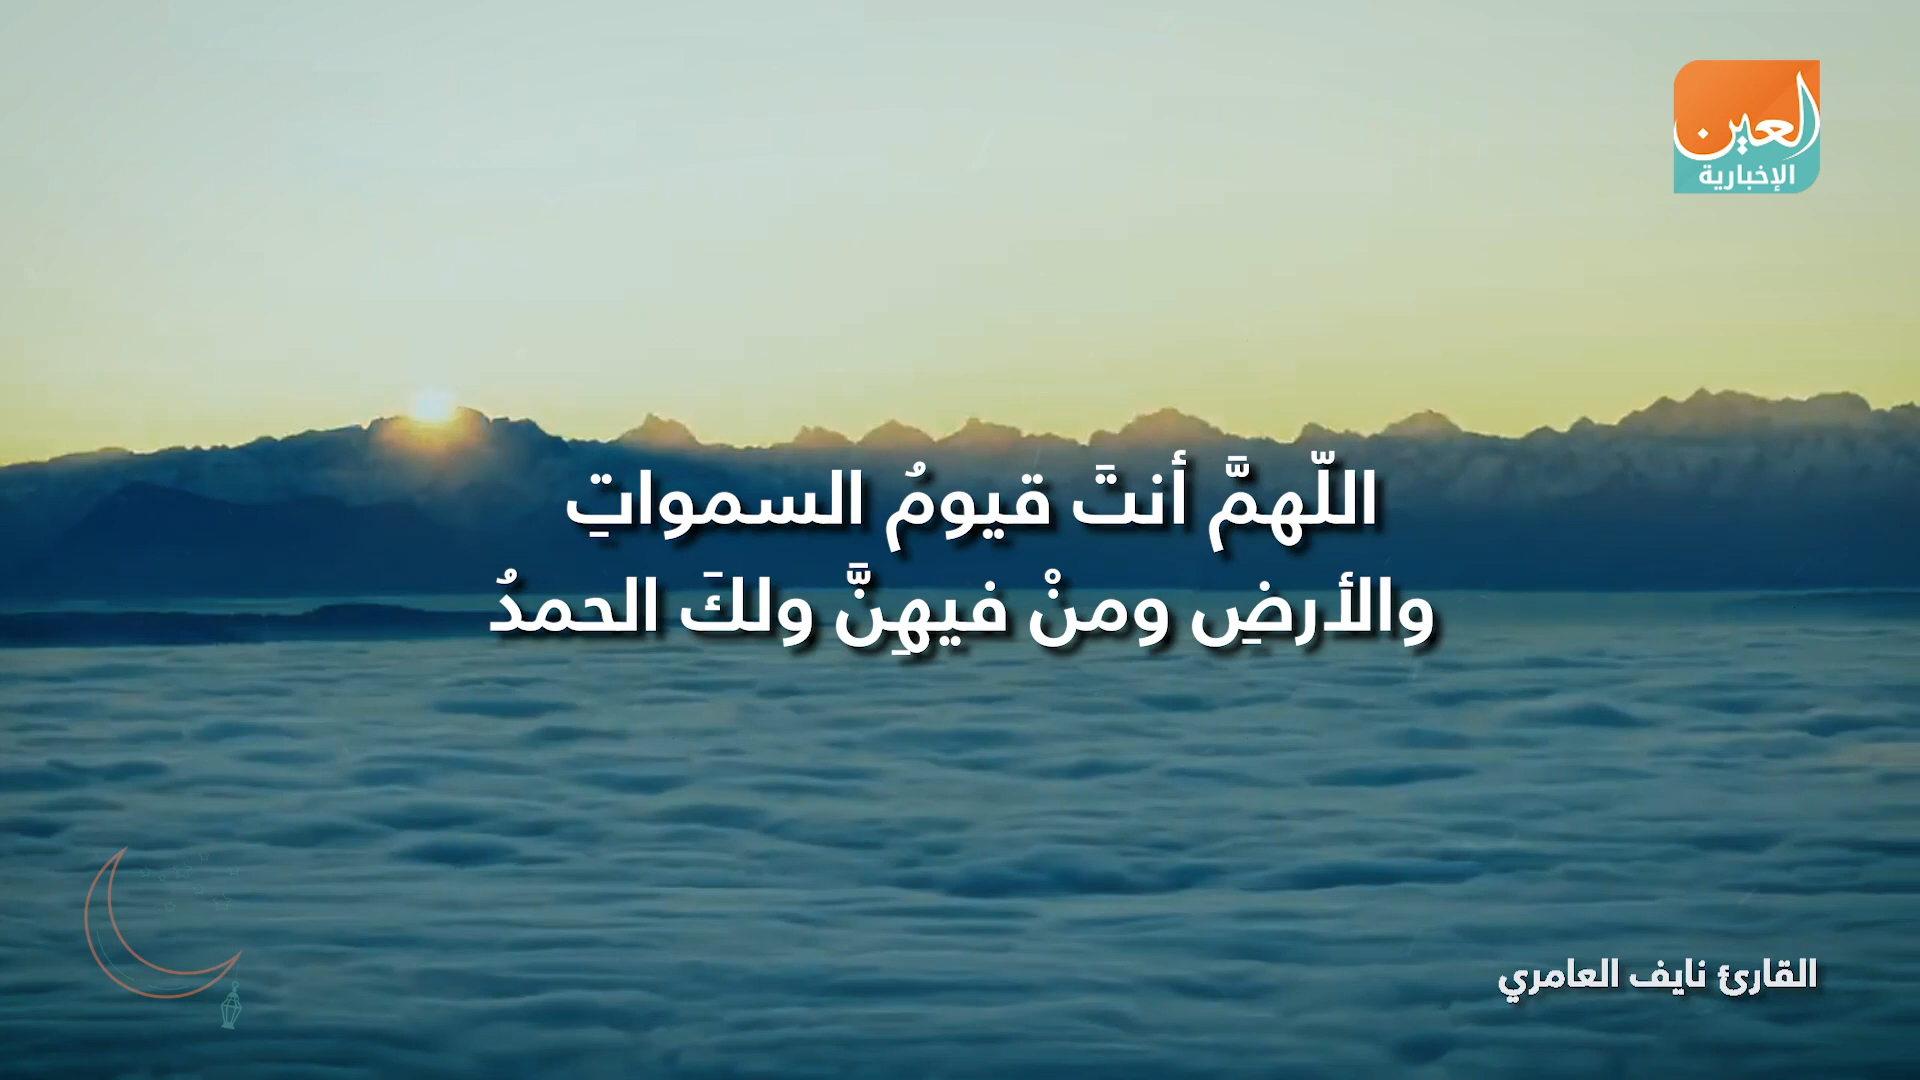 العين
الإخبارية
اللّهمَّ أنتَ قيومُ السمواتِ
والأرضِ ومنْ فيهِنَّ ولكَ الحمدُ
القارئ نايف العامري